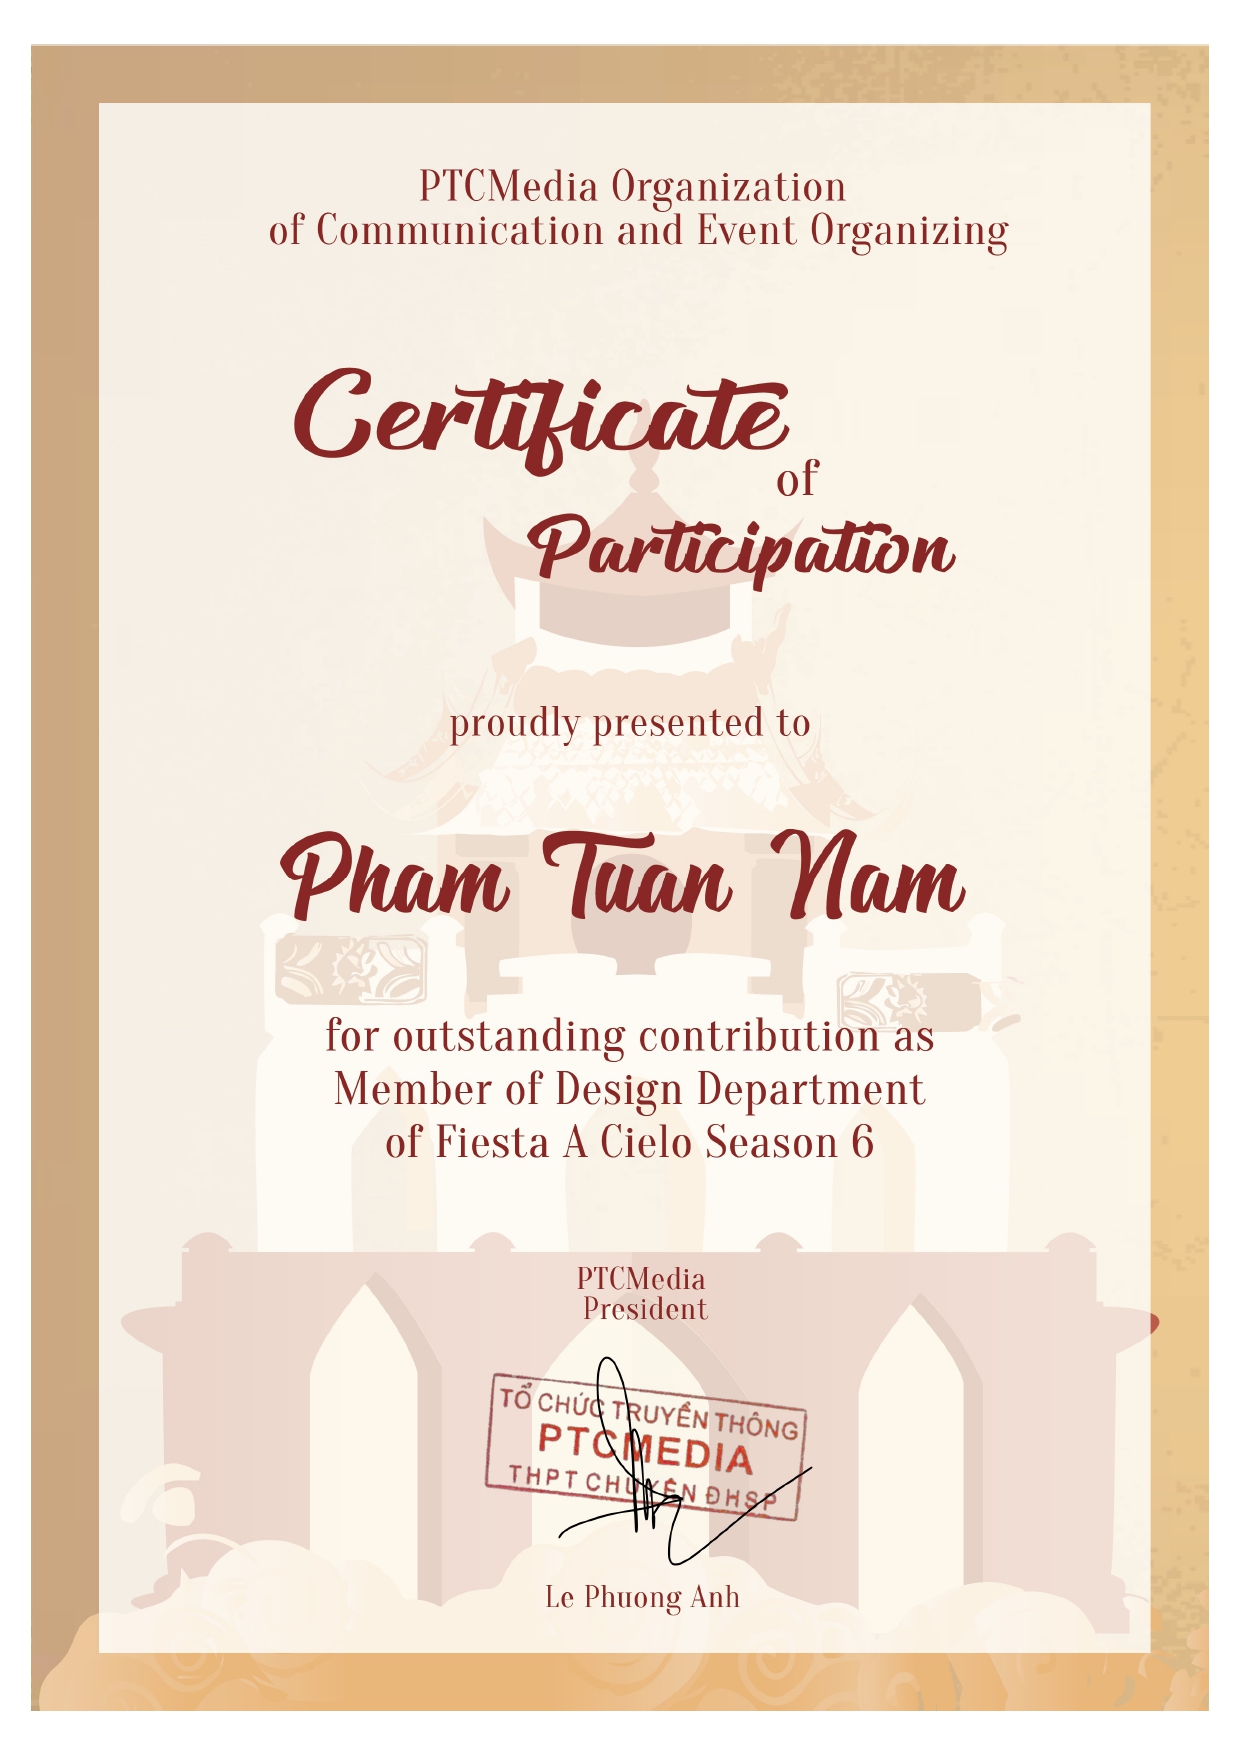 PTCMedia Organization
of Communication and Event Organizing
Certificate
of
Participation
proudly presented to
Pham Tuan Nam
for outstanding contribution as
Member of Design Department
of Fiesta A Cielo Season 6
PTCMedia
President
TỔ CHỨC TRUYỀN THÔNG
PTCMEDIA
THPT CHUYÊN ĐHSP
Le Phuong Anh